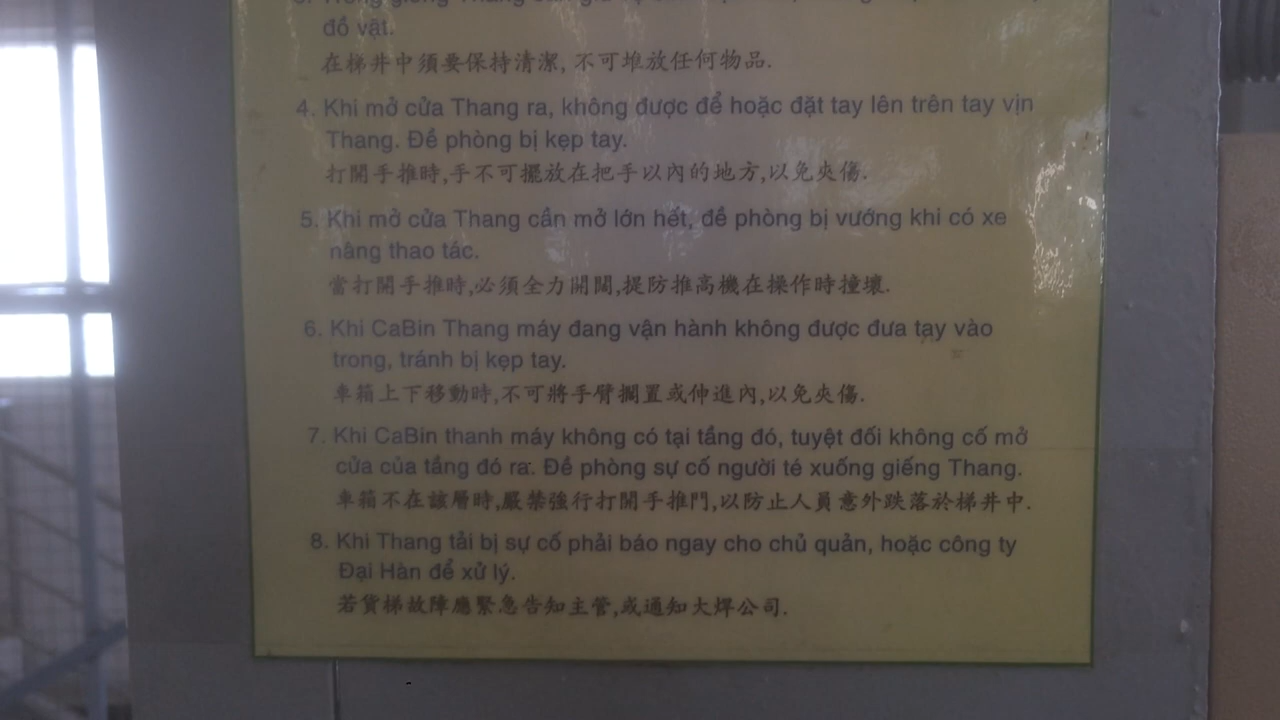 đồ vật.
在梯井中須要保持清潔, 不可堆放任何物品.
4. Khi mở cửa Thang ra, không được để hoặc đặt tay lên trên tay vịn
Thang. Đề phòng bị kẹp tay.
打開手推時,手不可擺放在把手以內的地方,以免夾傷.
5. Khi mở cửa Thang cần mở lớn hết, đề phòng bị vướng khi có xe
nâng thao tác.
當打開手推時,必須全力開闊,提防推高機在操作時撞壞.
6. Khi CaBin Thang máy đang vận hành không được đưa tay vào
trong, tránh bị kẹp tay.
車箱上下移動時,不可將手臂擱置或伸進內,以免夾傷.
7. Khi CaBin thanh máy không có tại tầng đó, tuyệt đối không cố mở
cửa của tầng đó ra. Đề phòng sự cố người té xuống giếng Thang.
車箱不在該層時,嚴禁強行打開手推門,以防止人員意外跌落於梯井中.
8. Khi Thang tải bị sự cố phải báo ngay cho chủ quản, hoặc công ty
Đại Hàn để xử lý.
若貨梯故障應緊急告知主管,或通知大焊公司.